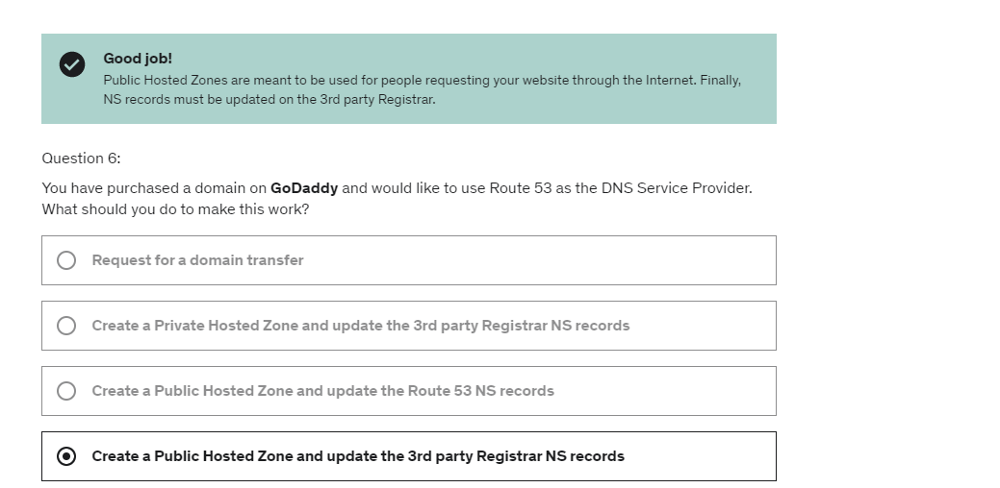 Good job!
Public Hosted Zones are meant to be used for people requesting your website through the Internet. Finally,
NS records must be updated on the 3rd party Registrar.
Question 6:
You have purchased a domain on GoDaddy and would like to use Route 53 as the DNS Service Provider.
What should you do to make this work?
Request for a domain transfer
Create a Private Hosted Zone and update the 3rd party Registrar NS records
Create a Public Hosted Zone and update the Route 53 NS records
Create a Public Hosted Zone and update the 3rd party Registrar NS records